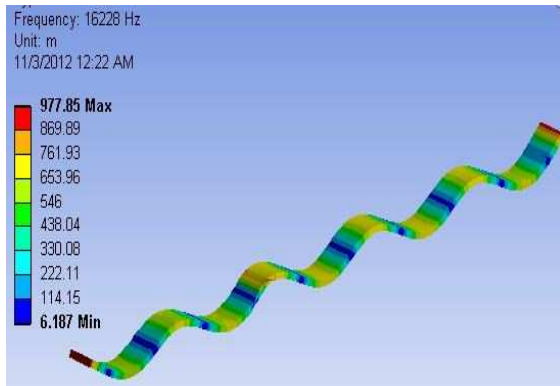 Frequency: 16228 Hz
Unit: m
11/3/2012 12:22 AM
977.85 Max
869.89
761.93
653.96
546
438.04
330.08
222.11
114.15
6.187 Min